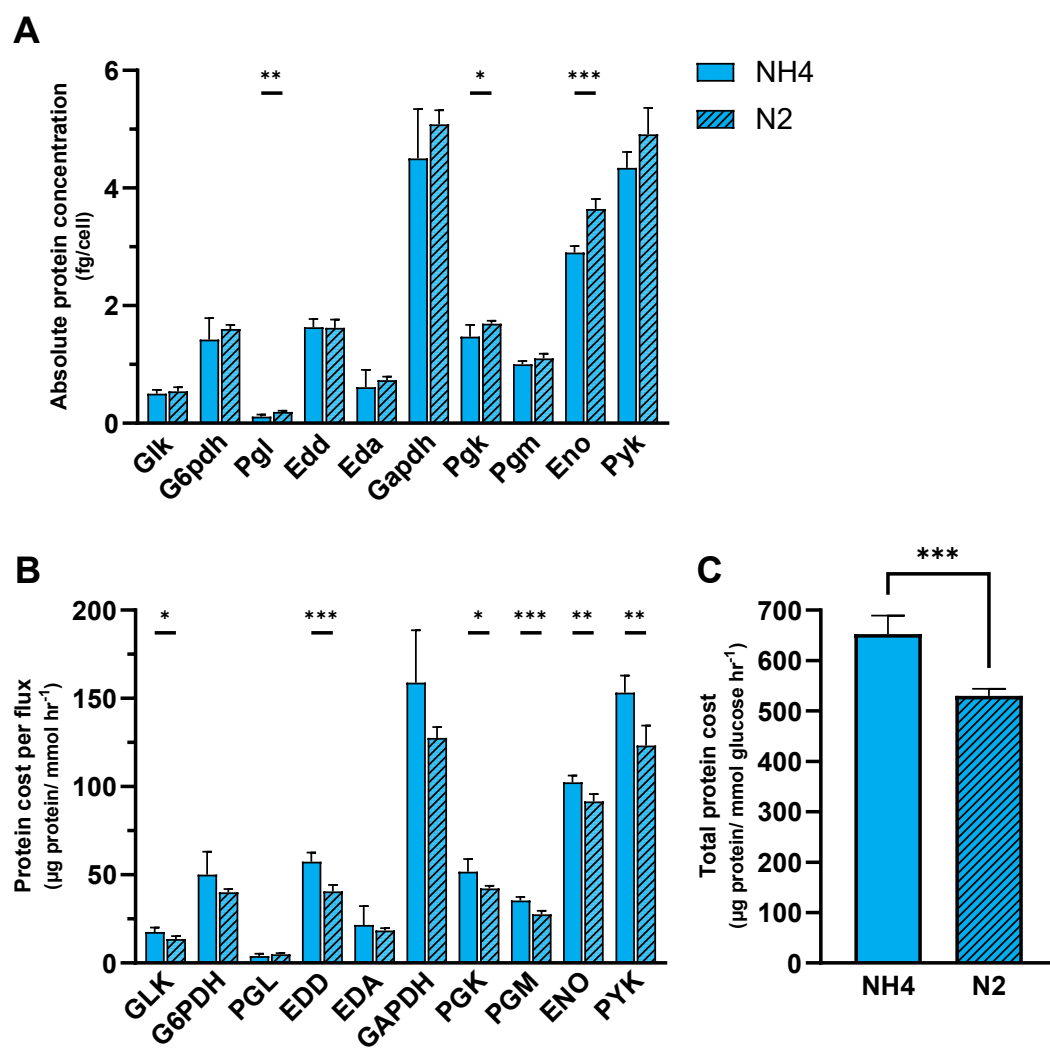 A
NH4
N2
Absolute protein concentration
(fg/cell)
6
4
2
0
** * ***
Glk G6pdh Pgl Edd Eda Gapdh Pgk Pgm Eno Pyk
B
Protein cost per flux
(µg protein/ mmol hr⁻¹)
200
150
100
50
0
* *** * *** ** **
GLK G6PDH PGL EDD EDA GAPDH PGK PGM ENO PYK
C
***
Total protein cost
(µg protein/ mmol glucose hr⁻¹)
700
600
500
400
300
200
100
0
NH4 N2